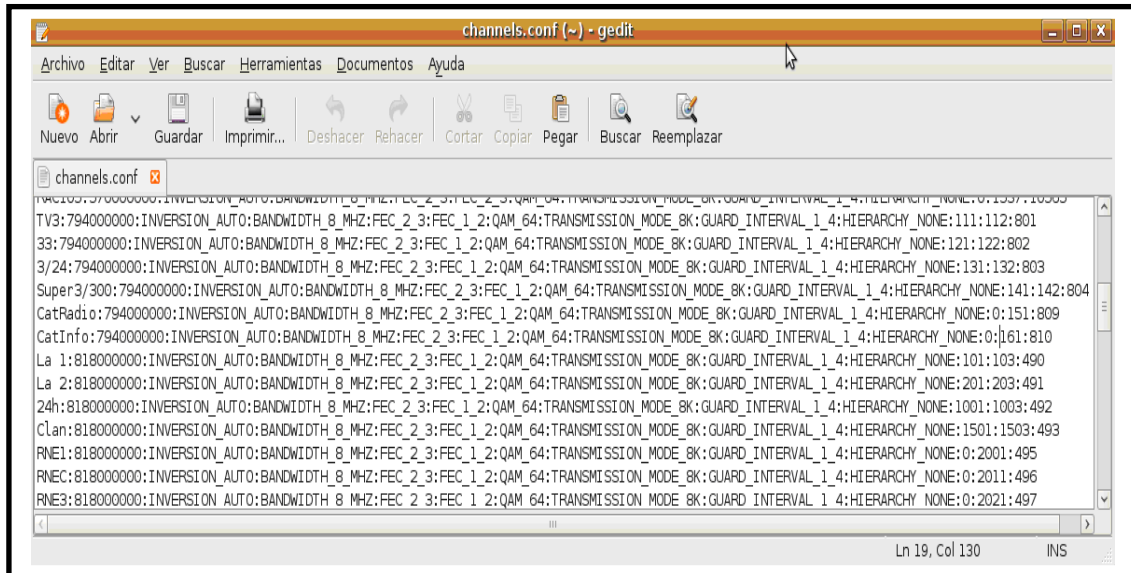 channels.conf (~) - gedit
Archivo Editar Ver Buscar Herramientas Documentos Ayuda
Nuevo Abrir Guardar Imprimir... Deshacer Rehacer Cortar Copiar Pegar Buscar Reemplazar
channels.conf
TV3:794000000:INVERSION_AUTO:BANDWIDTH_8_MHZ:FEC_2_3:FEC_1_2:QAM_64:TRANSMISSION_MODE_8K:GUARD_INTERVAL_1_4:HIERARCHY_NONE:111:112:801
33:794000000:INVERSION_AUTO:BANDWIDTH_8_MHZ:FEC_2_3:FEC_1_2:QAM_64:TRANSMISSION_MODE_8K:GUARD_INTERVAL_1_4:HIERARCHY_NONE:121:122:802
3/24:794000000:INVERSION_AUTO:BANDWIDTH_8_MHZ:FEC_2_3:FEC_1_2:QAM_64:TRANSMISSION_MODE_8K:GUARD_INTERVAL_1_4:HIERARCHY_NONE:131:132:803
Super3/300:794000000:INVERSION_AUTO:BANDWIDTH_8_MHZ:FEC_2_3:FEC_1_2:QAM_64:TRANSMISSION_MODE_8K:GUARD_INTERVAL_1_4:HIERARCHY_NONE:141:142:804
CatRadio:794000000:INVERSION_AUTO:BANDWIDTH_8_MHZ:FEC_2_3:FEC_1_2:QAM_64:TRANSMISSION_MODE_8K:GUARD_INTERVAL_1_4:HIERARCHY_NONE:0:151:809
CatInfo:794000000:INVERSION_AUTO:BANDWIDTH_8_MHZ:FEC_2_3:FEC_1_2:QAM_64:TRANSMISSION_MODE_8K:GUARD_INTERVAL_1_4:HIERARCHY_NONE:0:161:810
La 1:818000000:INVERSION_AUTO:BANDWIDTH_8_MHZ:FEC_2_3:FEC_1_2:QAM_64:TRANSMISSION_MODE_8K:GUARD_INTERVAL_1_4:HIERARCHY_NONE:101:103:490
La 2:818000000:INVERSION_AUTO:BANDWIDTH_8_MHZ:FEC_2_3:FEC_1_2:QAM_64:TRANSMISSION_MODE_8K:GUARD_INTERVAL_1_4:HIERARCHY_NONE:201:203:491
24h:818000000:INVERSION_AUTO:BANDWIDTH_8_MHZ:FEC_2_3:FEC_1_2:QAM_64:TRANSMISSION_MODE_8K:GUARD_INTERVAL_1_4:HIERARCHY_NONE:1001:1003:492
Clan:818000000:INVERSION_AUTO:BANDWIDTH_8_MHZ:FEC_2_3:FEC_1_2:QAM_64:TRANSMISSION_MODE_8K:GUARD_INTERVAL_1_4:HIERARCHY_NONE:1501:1503:493
RNE1:818000000:INVERSION_AUTO:BANDWIDTH_8_MHZ:FEC_2_3:FEC_1_2:QAM_64:TRANSMISSION_MODE_8K:GUARD_INTERVAL_1_4:HIERARCHY_NONE:0:2001:495
RNEC:818000000:INVERSION_AUTO:BANDWIDTH_8_MHZ:FEC_2_3:FEC_1_2:QAM_64:TRANSMISSION_MODE_8K:GUARD_INTERVAL_1_4:HIERARCHY_NONE:0:2011:496
RNE3:818000000:INVERSION_AUTO:BANDWIDTH_8_MHZ:FEC_2_3:FEC_1_2:QAM_64:TRANSMISSION_MODE_8K:GUARD_INTERVAL_1_4:HIERARCHY_NONE:0:2021:497
Ln 19, Col 130 INS